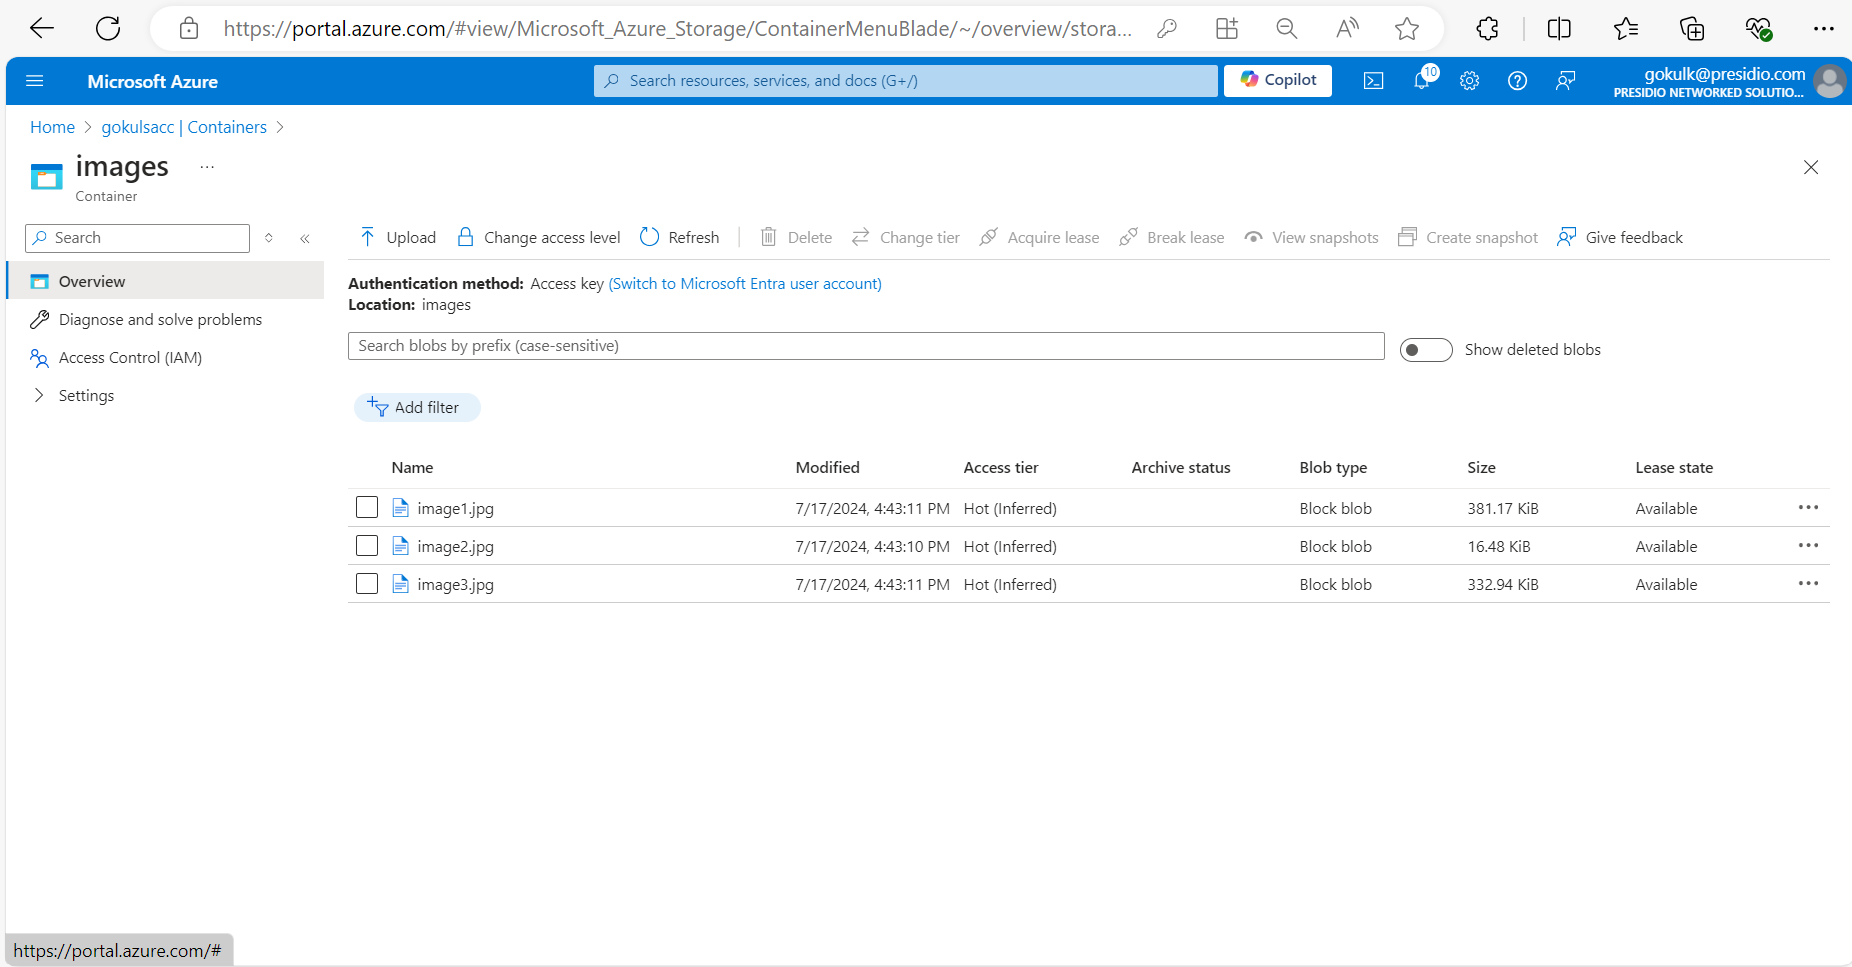 https://portal.azure.com/#view/Microsoft_Azure_Storage/ContainerMenuBlade/~/overview/stora...
Microsoft Azure
Search resources, services, and docs (G+/)
Copilot
10
gokulk@presidio.com
PRESIDIO NETWORKED SOLUTIO...
Home > gokulsacc | Containers >
images ...
Container
Search
Overview
Diagnose and solve problems
Access Control (IAM)
Settings
Upload Change access level Refresh Delete Change tier Acquire lease Break lease View snapshots Create snapshot Give feedback
Authentication method: Access key (Switch to Microsoft Entra user account)
Location: images
Search blobs by prefix (case-sensitive)
Show deleted blobs
Add filter
Name Modified Access tier Archive status Blob type Size Lease state
image1.jpg 7/17/2024, 4:43:11 PM Hot (Inferred) Block blob 381.17 KiB Available
image2.jpg 7/17/2024, 4:43:10 PM Hot (Inferred) Block blob 16.48 KiB Available
image3.jpg 7/17/2024, 4:43:11 PM Hot (Inferred) Block blob 332.94 KiB Available
https://portal.azure.com/#